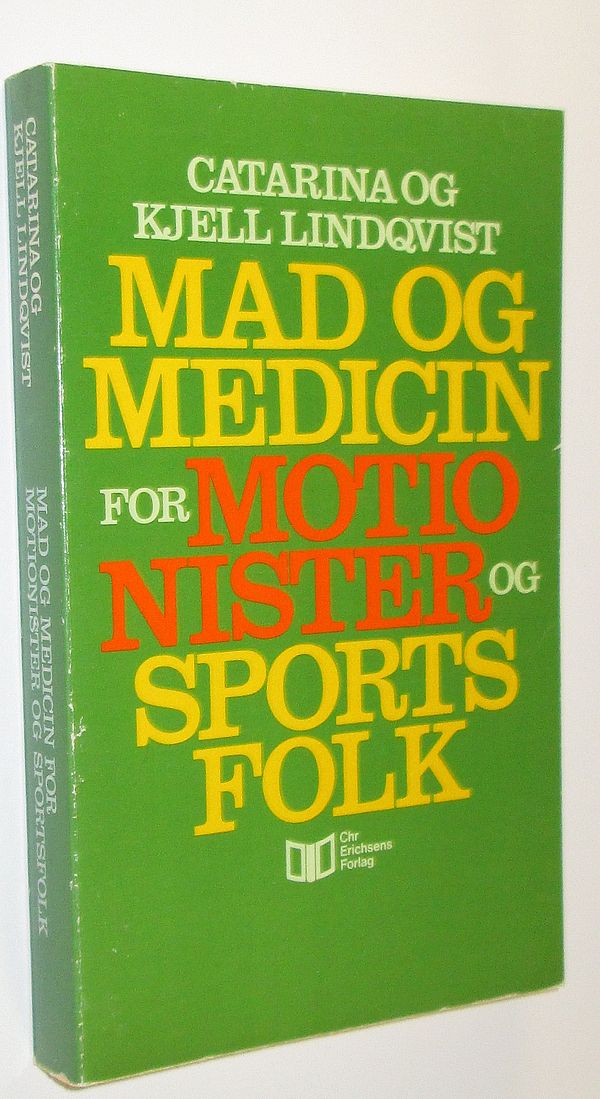 CATARINA OG
KJELL LINDQVIST
MAD OG
MEDICIN
FOR MOTIO
NISTER OG
SPORTS
FOLK
Chr
Erichsens
Forlag
CATARINA OG
KJELL LINDQVIST
MAD OG MEDICIN FOR
MOTIONISTER OG SPORTSFOLK